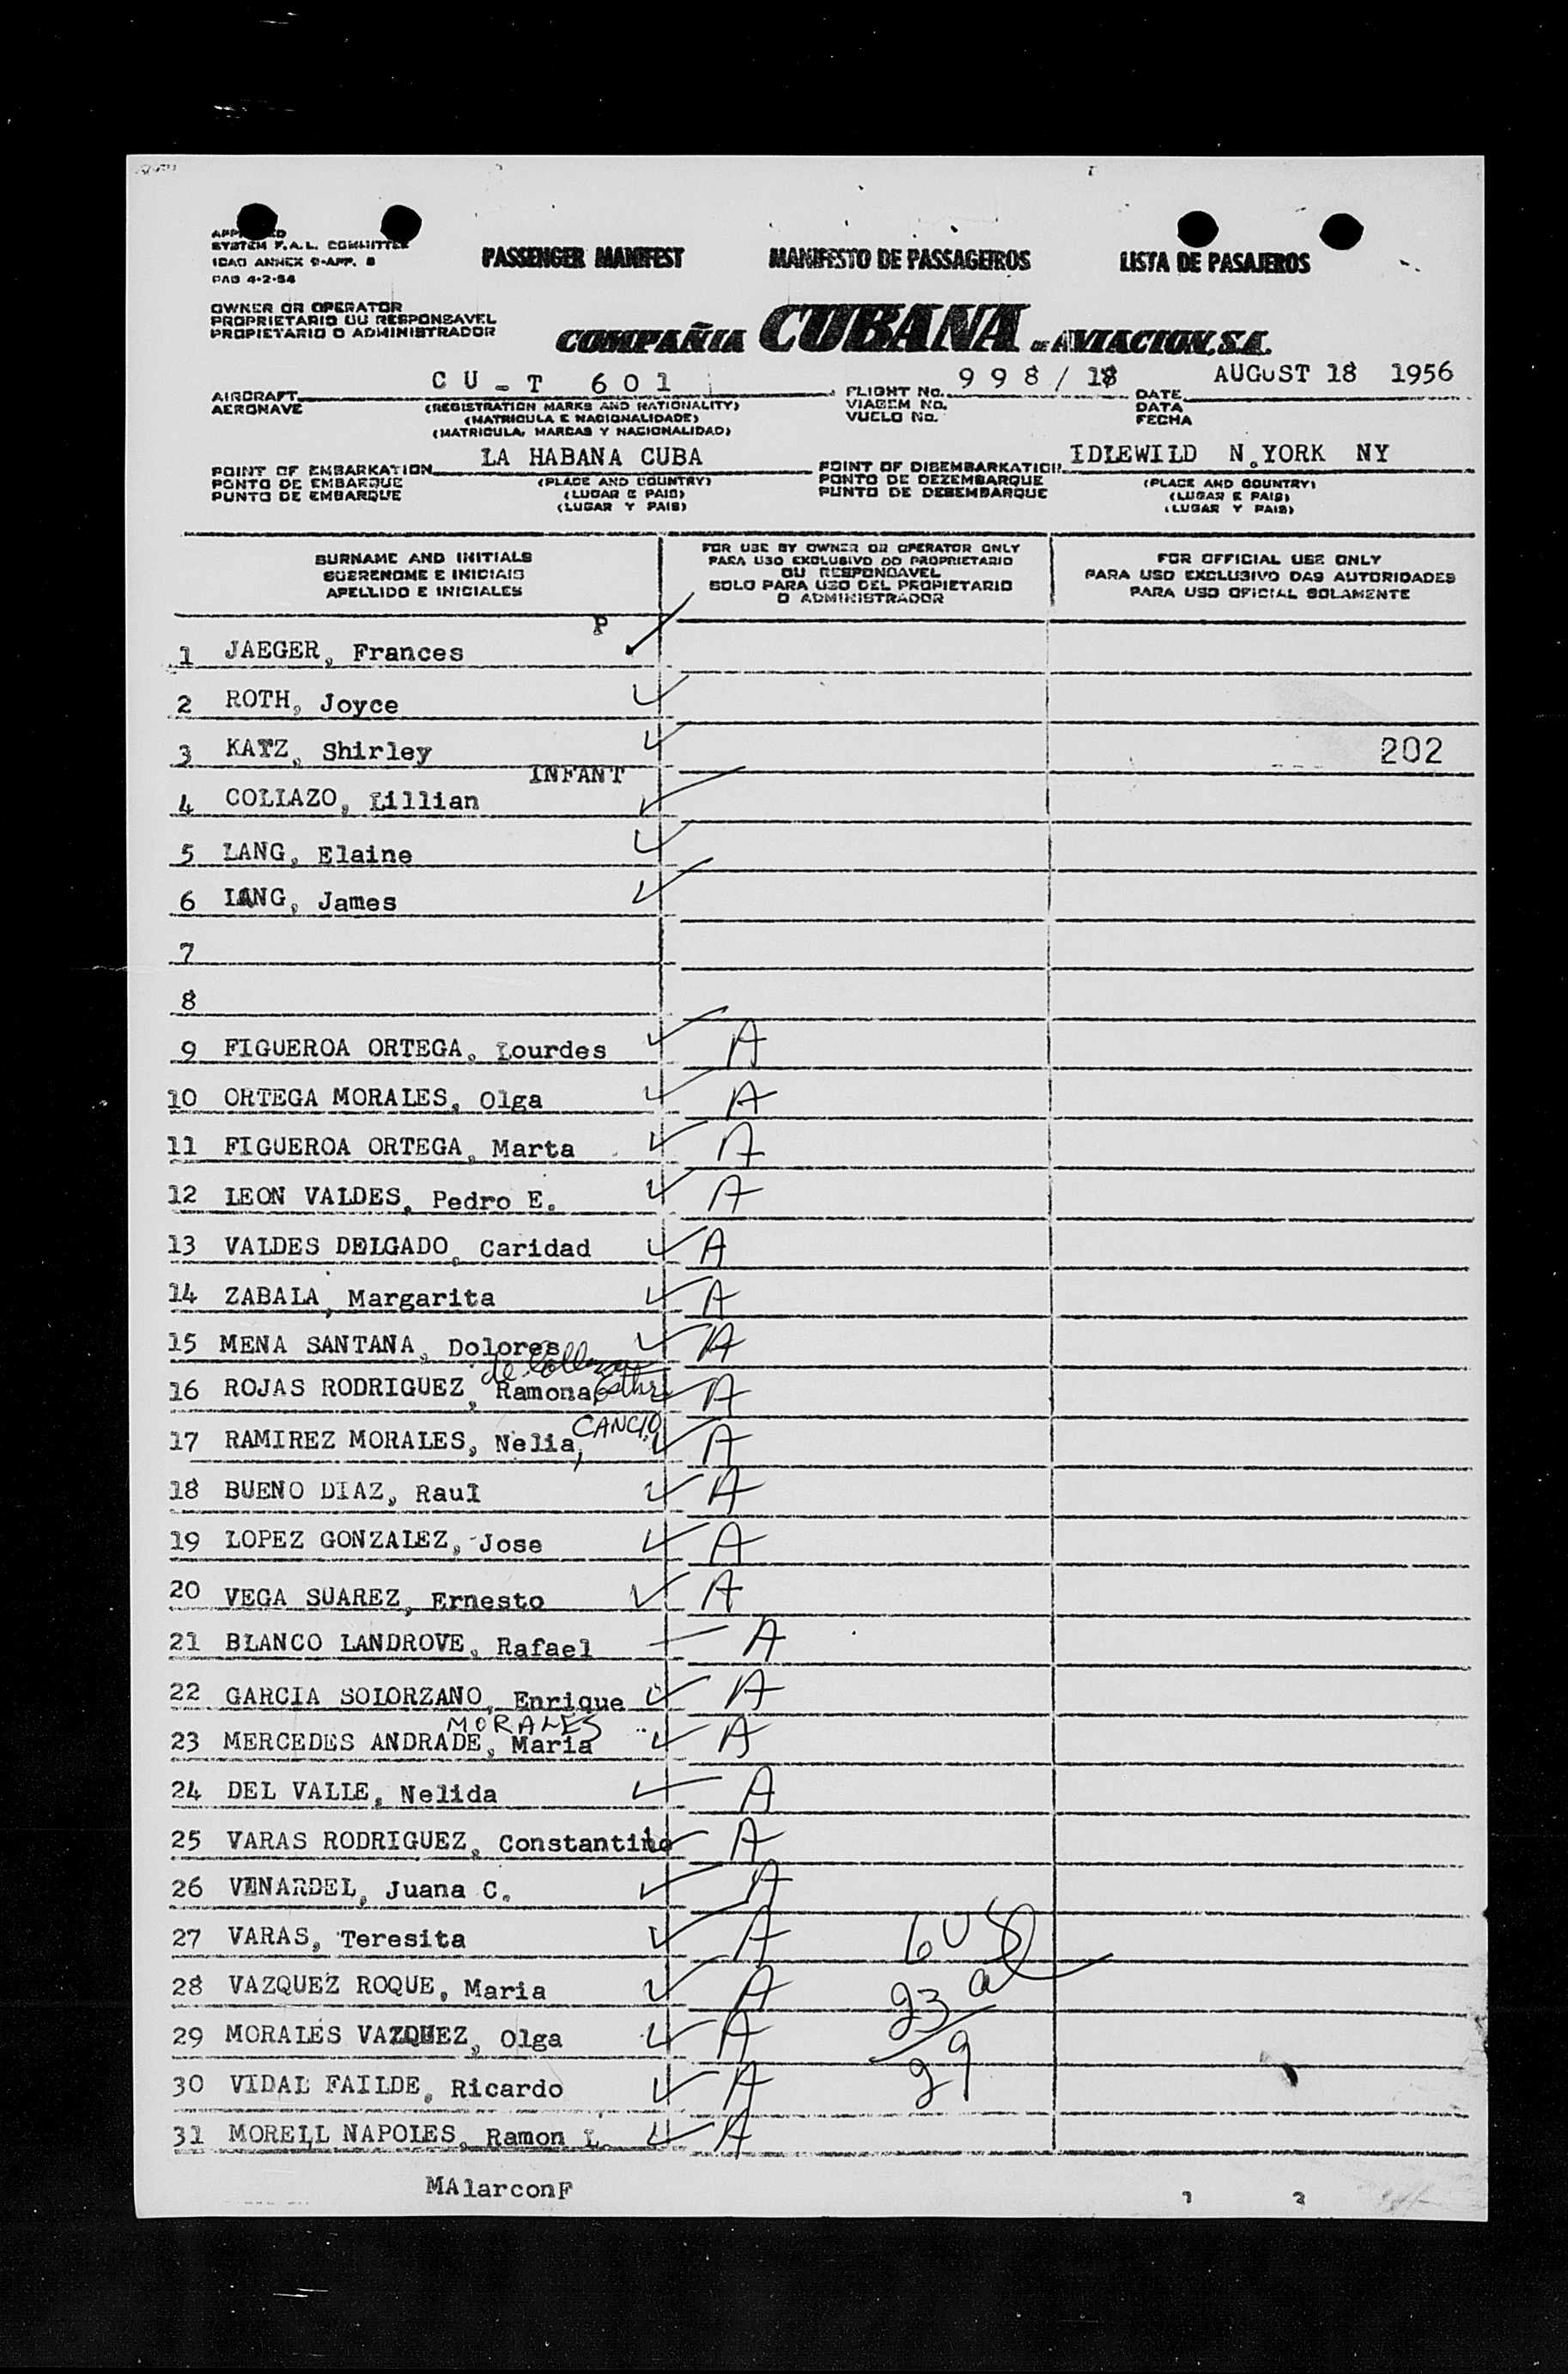 APPROVED
SYSTEM F.A.L. COMMITTEE
ICAO ANNEX 9-APP. 8
PAG 4-2-54
PASSENGER MANIFEST MANIFESTO DE PASSAGEIROS LISTA DE PASAJEROS
OWNER OR OPERATOR
PROPRIETARIO OU RESPONSAVEL
PROPIETARIO O ADMINISTRADOR
COMPAÑIA CUBANA DE AVIACION, S.A.
AIRCRAFT CU-T 601 FLIGHT No. 998/18 DATE AUGUST 18 1956
AERONAVE (REGISTRATION MARKS AND NATIONALITY) VIAGEM No. DATA
(MATRICULA E NACIONALIDADE) VUELO No. FECHA
(MATRICULA, MARCAS Y NACIONALIDAD)
POINT OF EMBARKATION LA HABANA CUBA POINT OF DISEMBARKATION IDLEWILD N.YORK NY
PONTO DE EMBARQUE (PLACE AND COUNTRY) PONTO DE DEZEMBARQUE (PLACE AND COUNTRY)
PUNTO DE EMBARQUE (LUGAR E PAIS) PUNTO DE DESEMBARQUE (LUGAR E PAIS)
(LUGAR Y PAIS) (LUGAR Y PAIS)
SURNAME AND INITIALS
SOBRENOME E INICIAIS
APELLIDO E INICIALES
FOR USE BY OWNER OR OPERATOR ONLY
PARA USO EXCLUSIVO DO PROPRIETARIO
OU RESPONSAVEL
SOLO PARA USO DEL PROPIETARIO
O ADMINISTRADOR
FOR OFFICIAL USE ONLY
PARA USO EXCLUSIVO DAS AUTORIDADES
PARA USO OFICIAL SOLAMENTE
P
1 JAEGER, Frances
2 ROTH, Joyce
3 KATZ, Shirley 202
INFANT
4 COLLAZO, Lillian
5 LANG, Elaine
6 LANG, James
7
8
9 FIGUEROA ORTEGA, Lourdes A
10 ORTEGA MORALES, Olga A
11 FIGUEROA ORTEGA, Marta A
12 LEON VALDES, Pedro E. A
13 VALDES DELGADO, Caridad A
14 ZABALA, Margarita A
15 MENA SANTANA, Dolores A
de Collazo
16 ROJAS RODRIGUEZ, Ramona, Esther A
17 RAMIREZ MORALES, Nelia, CANCIO A
18 BUENO DIAZ, Raul A
19 LOPEZ GONZALEZ, Jose A
20 VEGA SUAREZ, Ernesto A
21 BLANCO LANDROVE, Rafael A
22 GARCIA SOLORZANO, Enrique A
MORALES
23 MERCEDES ANDRADE, Maria A
24 DEL VALLE, Nelida A
25 VARAS RODRIGUEZ, Constantino A
26 VENARDEL, Juana C. A
27 VARAS, Teresita A 6 US
28 VAZQUEZ ROQUE, Maria A 23 a
29 MORALES VAZQUEZ, Olga A 29
30 VIDAL FAILDE, Ricardo A
31 MORELL NAPOLES, Ramon L. A
MAlarconF